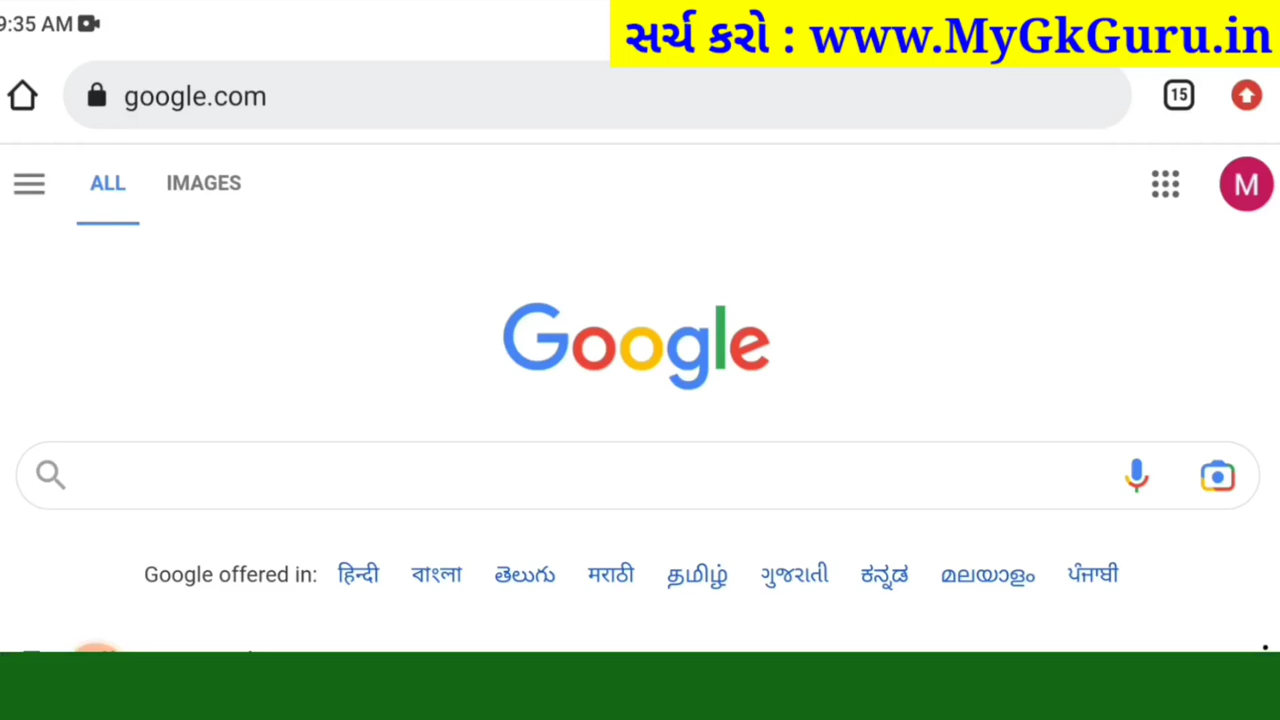 9:35 AM
સર્ચ કરો : www.MyGkGuru.in
google.com
15
ALL IMAGES
M
Google
Google offered in: हिन्दी বাংলা తెలుగు मराठी தமிழ் ગુજરાતી ಕನ್ನಡ മലയാളം ਪੰਜਾਬੀ